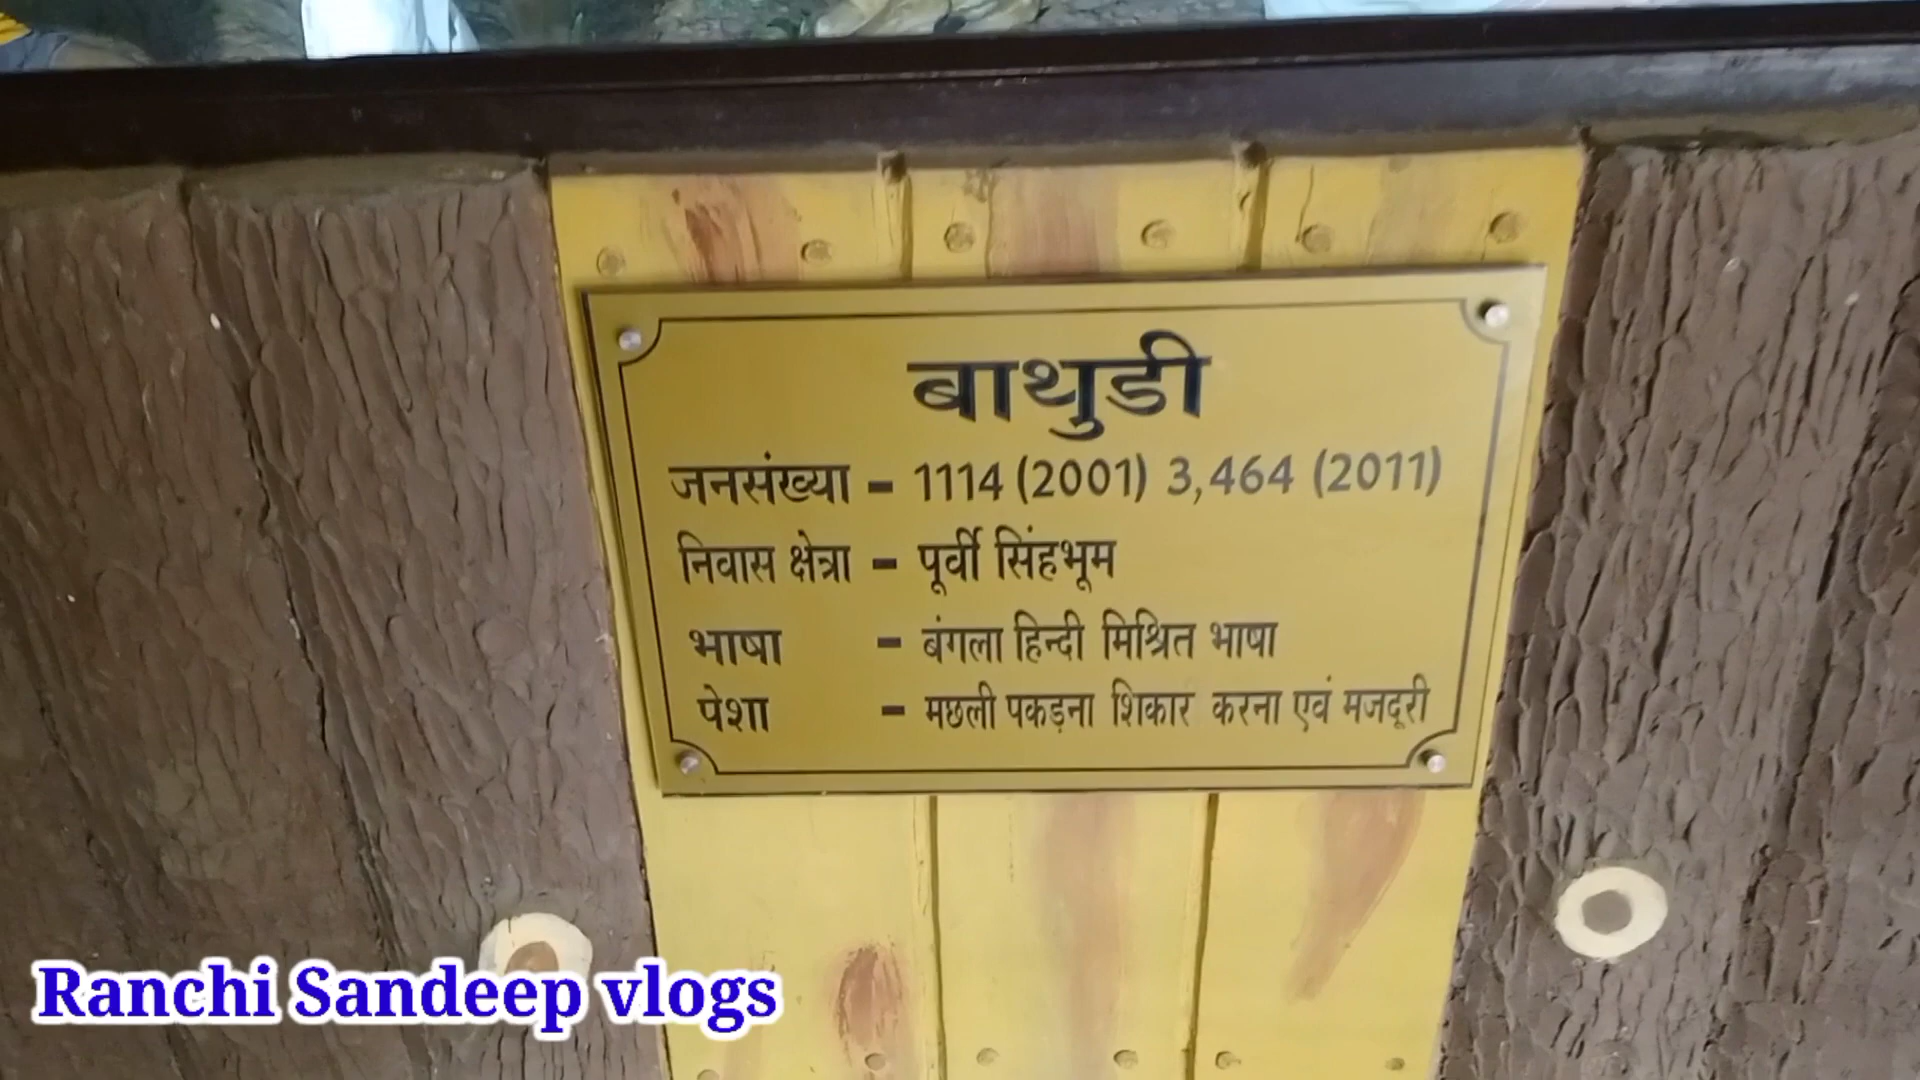 बाथुडी
जनसंख्या - 1114 (2001) 3,464 (2011)
निवास क्षेत्रा - पूर्वी सिंहभूम
भाषा - बंगला हिन्दी मिश्रित भाषा
पेशा - मछली पकड़ना शिकार करना एवं मजदूरी
Ranchi Sandeep vlogs